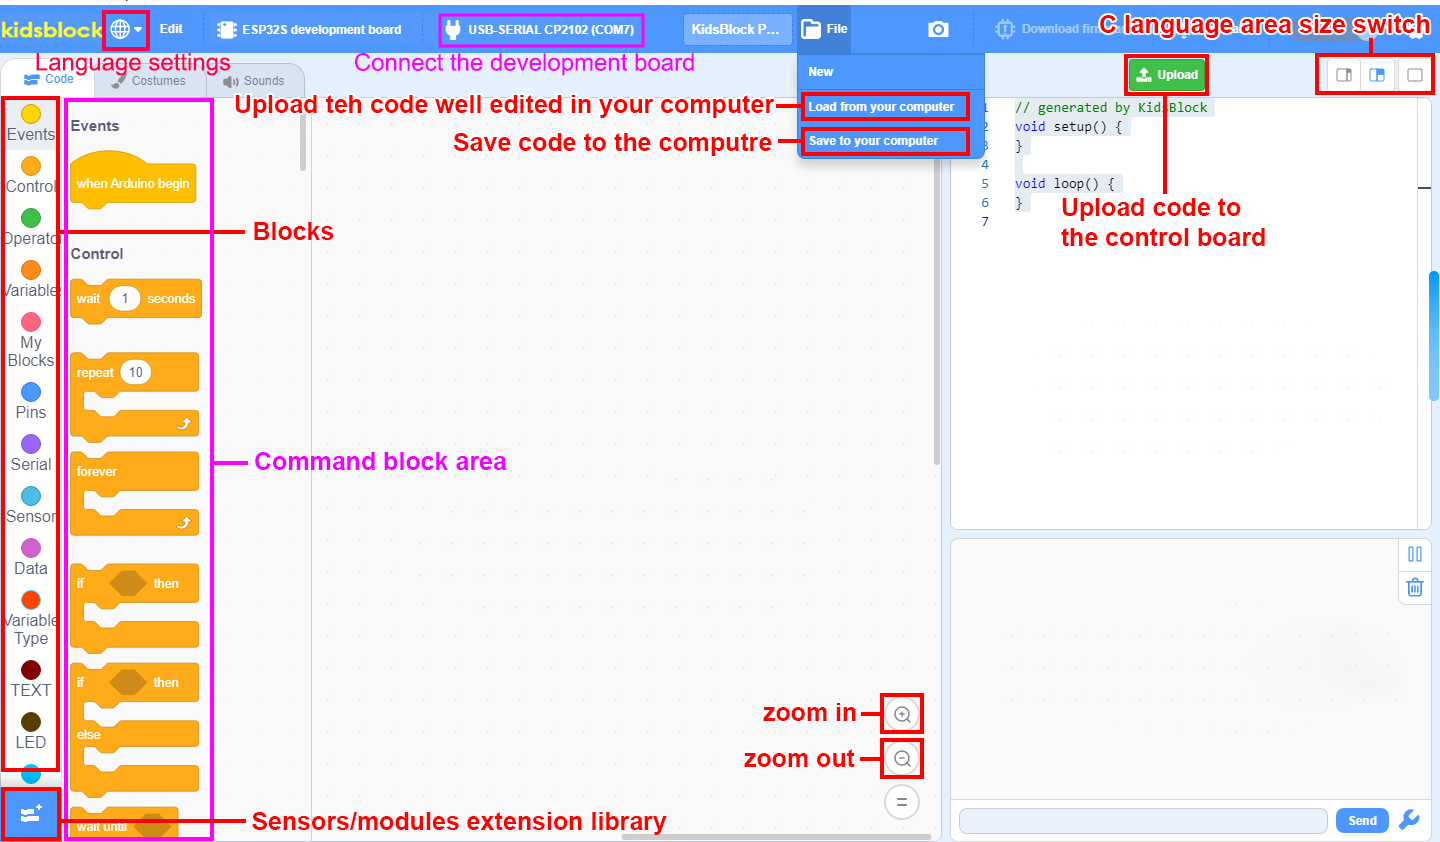 kidsblock
Edit
ESP32S development board
USB-SERIAL CP2102 (COM7)
KidsBlock P...
File
Download
C language area size switch
Language settings
Connect the development board
Code
Costumes
Sounds
New
Load from your computer
Save to your computer
Upload
Upload teh code well edited in your computer
Save code to the computre
Events
Control
Operato
Variable
My
Blocks
Pins
Serial
Sensor
Data
Variable
Type
TEXT
LED
Events
when Arduino begin
Control
wait 1 seconds
repeat 10
forever
if then
if then
else
wait until
Blocks
Command block area
Sensors/modules extension library
zoom in
zoom out
1 // generated by KidsBlock
2 void setup() {
3 }
4
5 void loop() {
6 }
7
Upload code to
the control board
Send